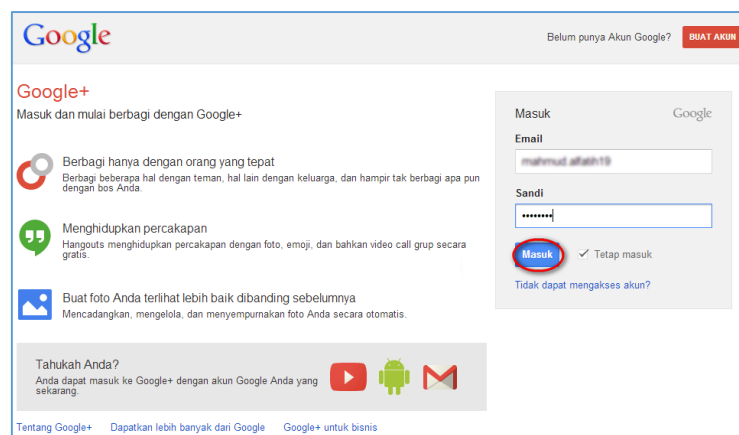 Google
Belum punya Akun Google?
BUAT AKUN
Google+
Masuk dan mulai berbagi dengan Google+
Berbagi hanya dengan orang yang tepat
Berbagi beberapa hal dengan teman, hal lain dengan keluarga, dan hampir tak berbagi apa pun
dengan bos Anda.
Menghidupkan percakapan
Hangouts menghidupkan percakapan dengan foto, emoji, dan bahkan video call grup secara
gratis.
Buat foto Anda terlihat lebih baik dibanding sebelumnya
Mencadangkan, mengelola, dan menyempurnakan foto Anda secara otomatis.
Tahukah Anda?
Anda dapat masuk ke Google+ dengan akun Google Anda yang
sekarang.
Tentang Google+
Dapatkan lebih banyak dari Google
Google+ untuk bisnis
Masuk
Google
Email
Sandi
••••••••
Masuk
Tetap masuk
Tidak dapat mengakses akun?